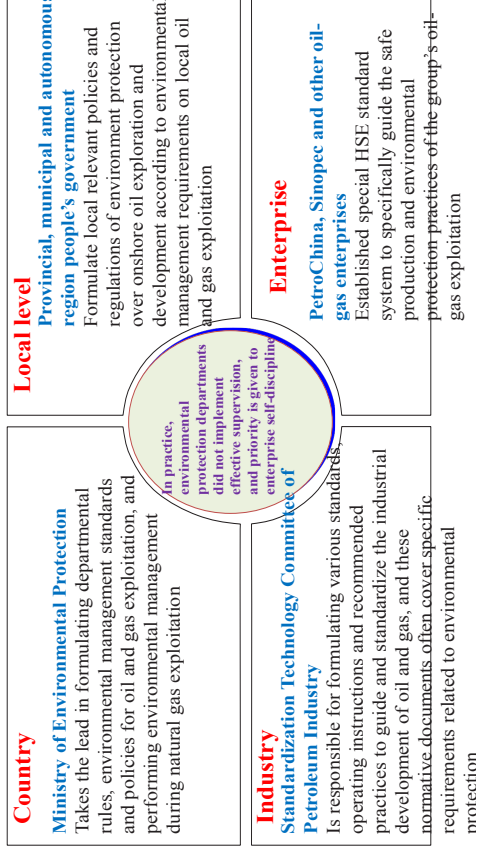 Country
Ministry of Environmental Protection
Takes the lead in formulating departmental
rules, environmental management standards
and policies for oil and gas exploitation, and
performing environmental management
during natural gas exploitation
Local level
Provincial, municipal and autonomous
region people's government
Formulate local relevant policies and
regulations of environment protection
over onshore oil exploration and
development according to environmental
management requirements on local oil
and gas exploitation
In practice,
environmental
protection departments
did not implement
effective supervision,
and priority is given to
enterprise self-discipline
Industry
Standardization Technology Committee of
Petroleum Industry
Is responsible for formulating various standards,
operating instructions and recommended
practices to guide and standardize the industrial
development of oil and gas, and these
normative documents often cover specific
requirements related to environmental
protection
Enterprise
PetroChina, Sinopec and other oil-
gas enterprises
Established special HSE standard
system to specifically guide the safe
production and environmental
protection practices of the group's oil-
gas exploitation